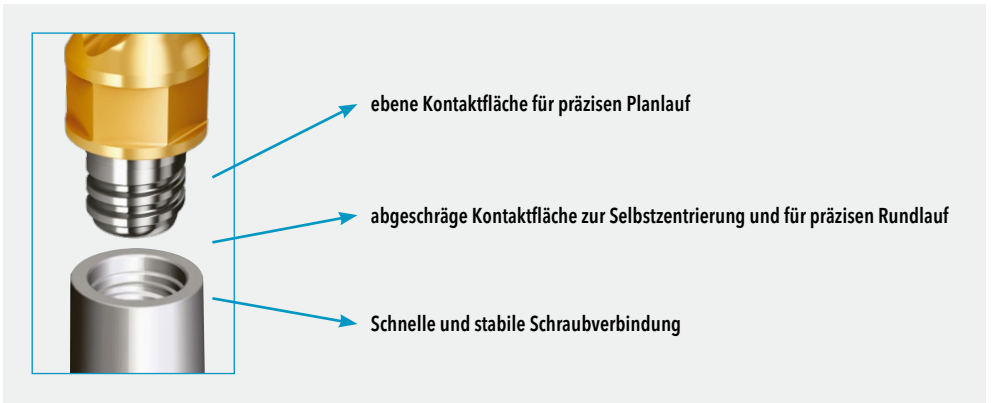 ebene Kontaktfläche für präzisen Planlauf
abgeschräge Kontaktfläche zur Selbstzentrierung und für präzisen Rundlauf
Schnelle und stabile Schraubverbindung